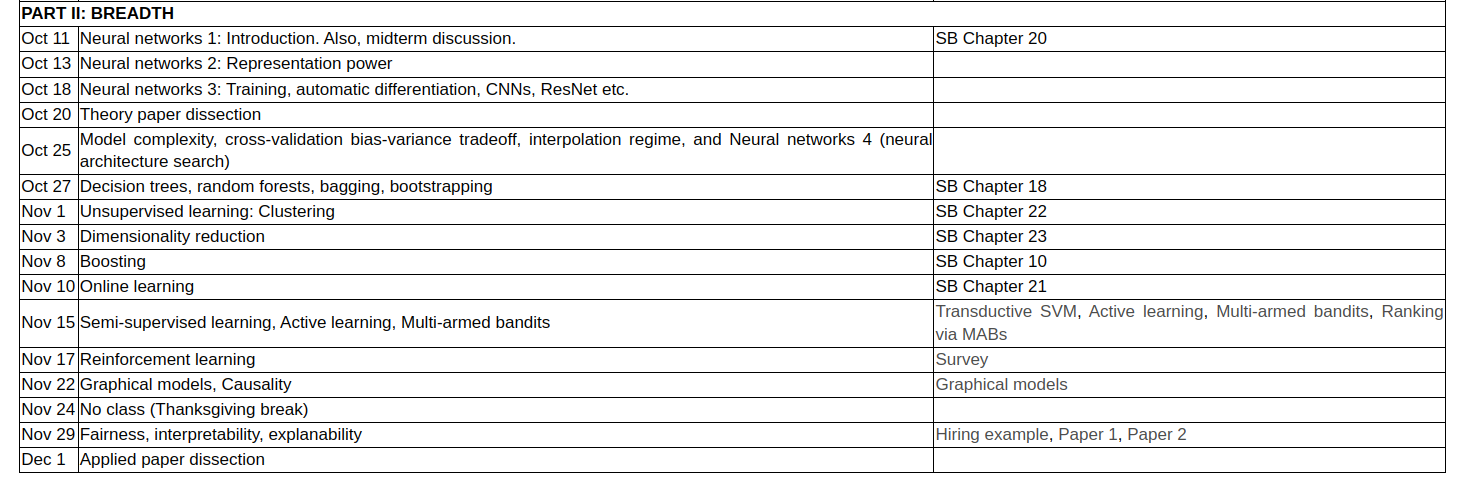 PART II: BREADTH
Oct 11 Neural networks 1: Introduction. Also, midterm discussion. SB Chapter 20
Oct 13 Neural networks 2: Representation power
Oct 18 Neural networks 3: Training, automatic differentiation, CNNs, ResNet etc.
Oct 20 Theory paper dissection
Oct 25 Model complexity, cross-validation bias-variance tradeoff, interpolation regime, and Neural networks 4 (neural
architecture search)
Oct 27 Decision trees, random forests, bagging, bootstrapping SB Chapter 18
Nov 1 Unsupervised learning: Clustering SB Chapter 22
Nov 3 Dimensionality reduction SB Chapter 23
Nov 8 Boosting SB Chapter 10
Nov 10 Online learning SB Chapter 21
Nov 15 Semi-supervised learning, Active learning, Multi-armed bandits Transductive SVM, Active learning, Multi-armed bandits, Ranking
via MABs
Nov 17 Reinforcement learning Survey
Nov 22 Graphical models, Causality Graphical models
Nov 24 No class (Thanksgiving break)
Nov 29 Fairness, interpretability, explanability Hiring example, Paper 1, Paper 2
Dec 1 Applied paper dissection